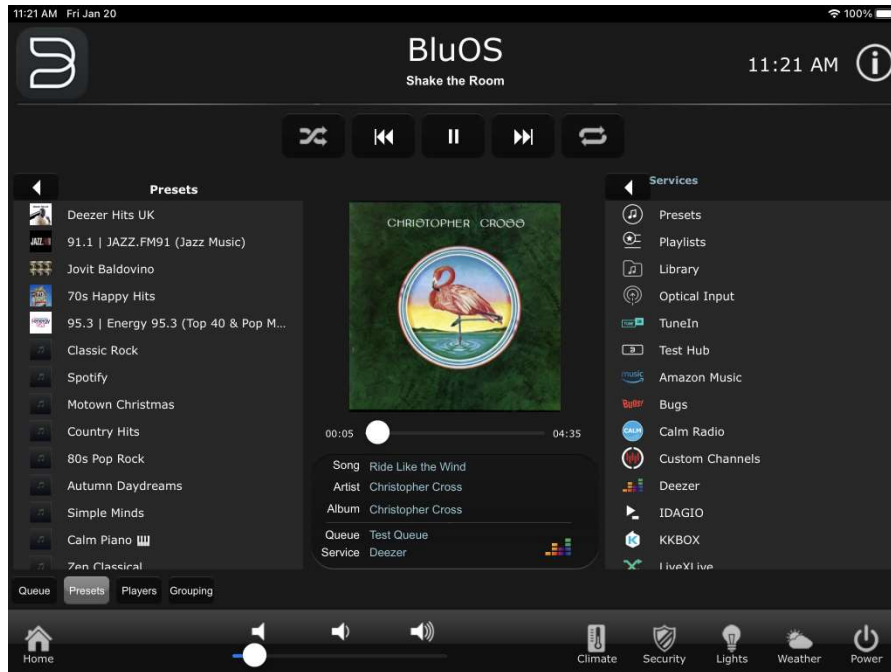 11:21 AM Fri Jan 20
100%
BluOS
Shake the Room
11:21 AM
Presets
Deezer Hits UK
91.1 | JAZZ.FM91 (Jazz Music)
Jovit Baldovino
70s Happy Hits
95.3 | Energy 95.3 (Top 40 & Pop M...
Classic Rock
Spotify
Motown Christmas
Country Hits
80s Pop Rock
Autumn Daydreams
Simple Minds
Calm Piano
Zen Classical
CHRISTOPHER CROSS
00:05
04:35
Song Ride Like the Wind
Artist Christopher Cross
Album Christopher Cross
Queue Test Queue
Service Deezer
Services
Presets
Playlists
Library
Optical Input
TuneIn
Test Hub
music Amazon Music
Bugs! Bugs
CALM Calm Radio
Custom Channels
Deezer
IDAGIO
KKBOX
LiveXLive
Queue Presets Players Grouping
Home
Climate Security Lights Weather Power